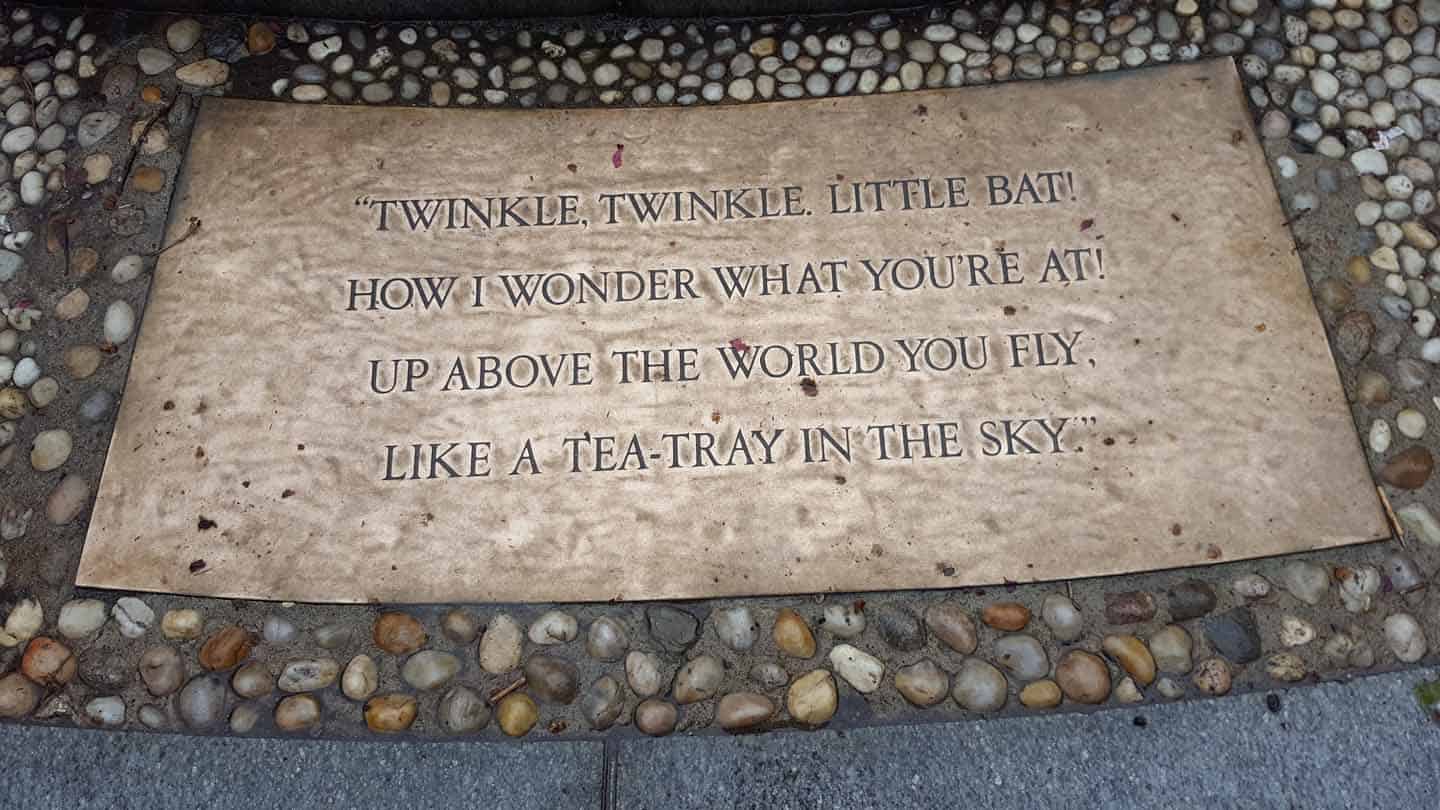 “TWINKLE, TWINKLE. LITTLE BAT!
HOW I WONDER WHAT YOU'RE AT!
UP ABOVE THE WORLD YOU FLY,
LIKE A TEA-TRAY IN THE SKY.”